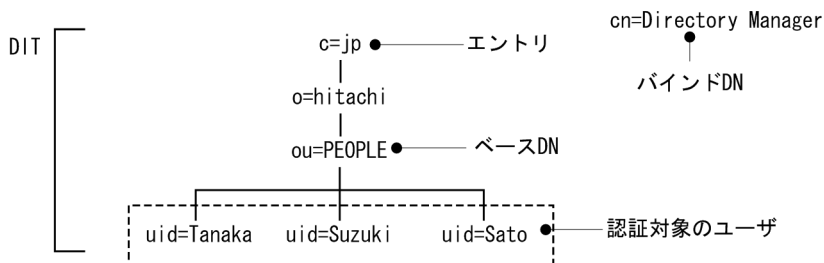 cn=Directory Manager
DIT
c=jp
エントリ
バインドDN
o=hitachi
ou=PEOPLE
ベースDN
uid=Tanaka
uid=Suzuki
uid=Sato
認証対象のユーザ